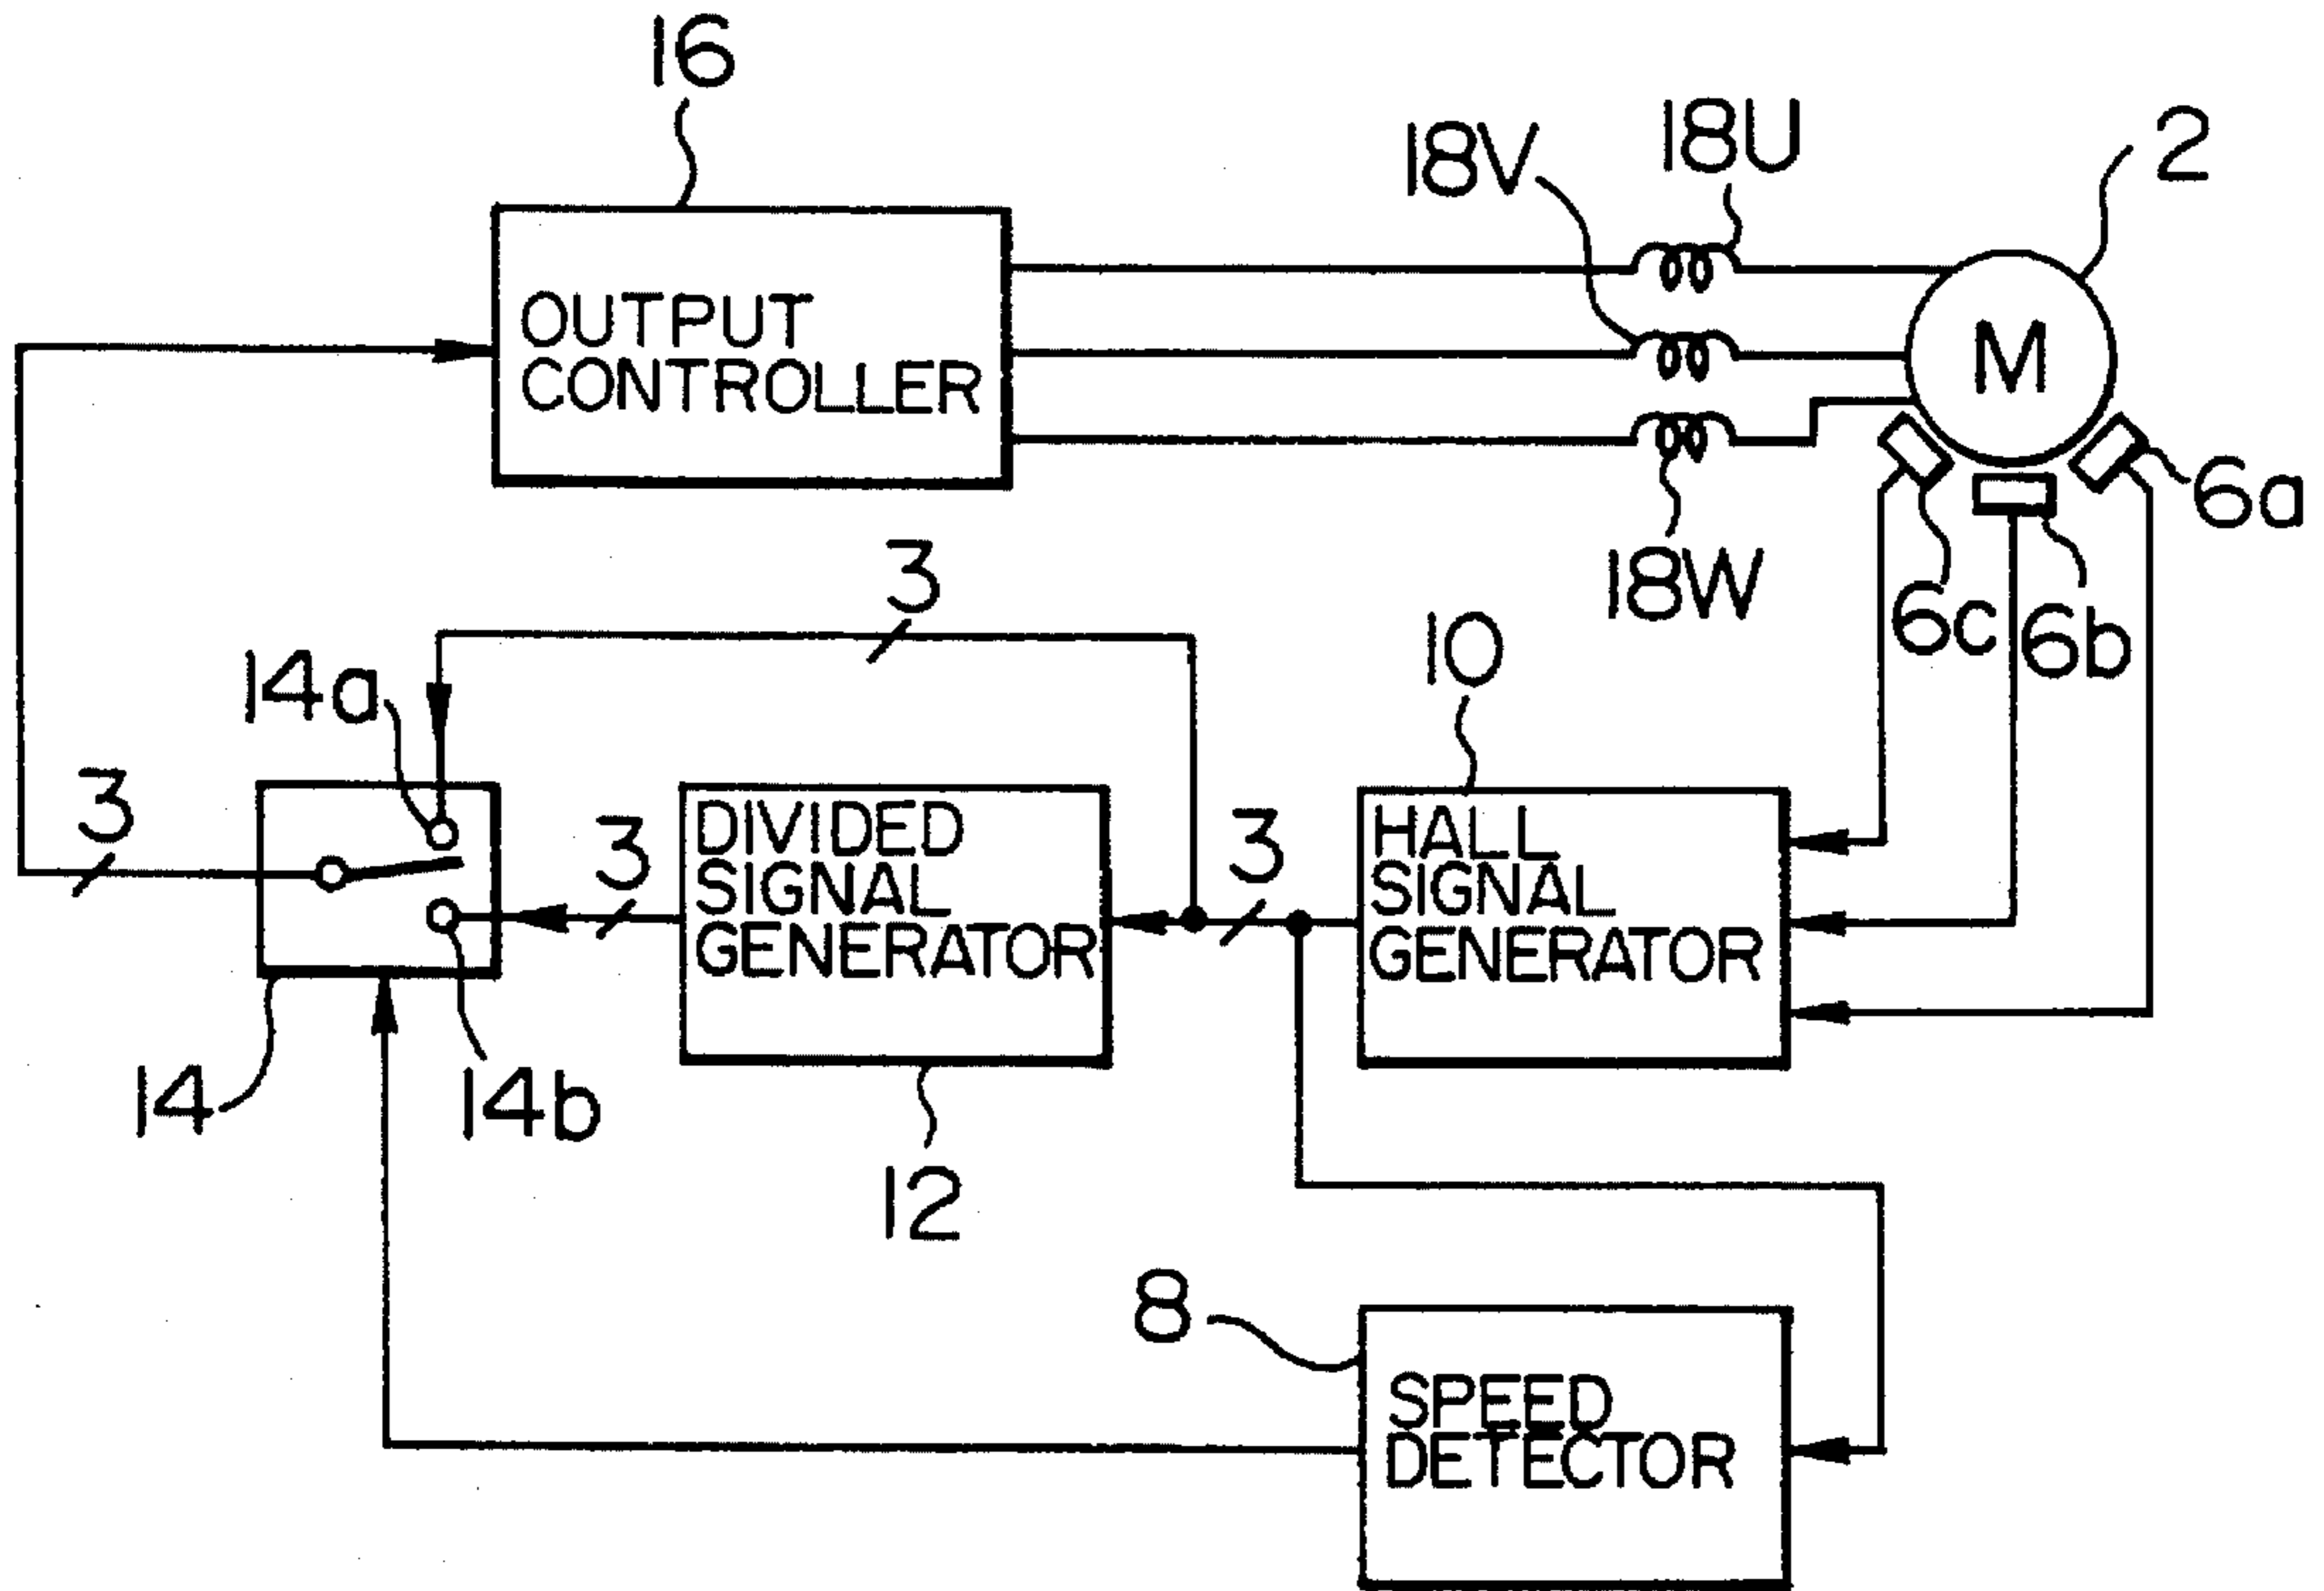 16
18V
18U
2
OUTPUT
CONTROLLER
M
6a
18W
6c
6b
3
14a
10
3
3
DIVIDED
SIGNAL
GENERATOR
3
HALL
SIGNAL
GENERATOR
14
14b
12
8
SPEED
DETECTOR